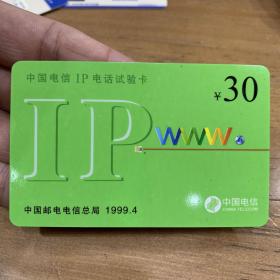 中国电信 IP 电话试验卡
¥30
IP.www.
中国邮电电信总局 1999.4
中国电信
CHINA TELECOM